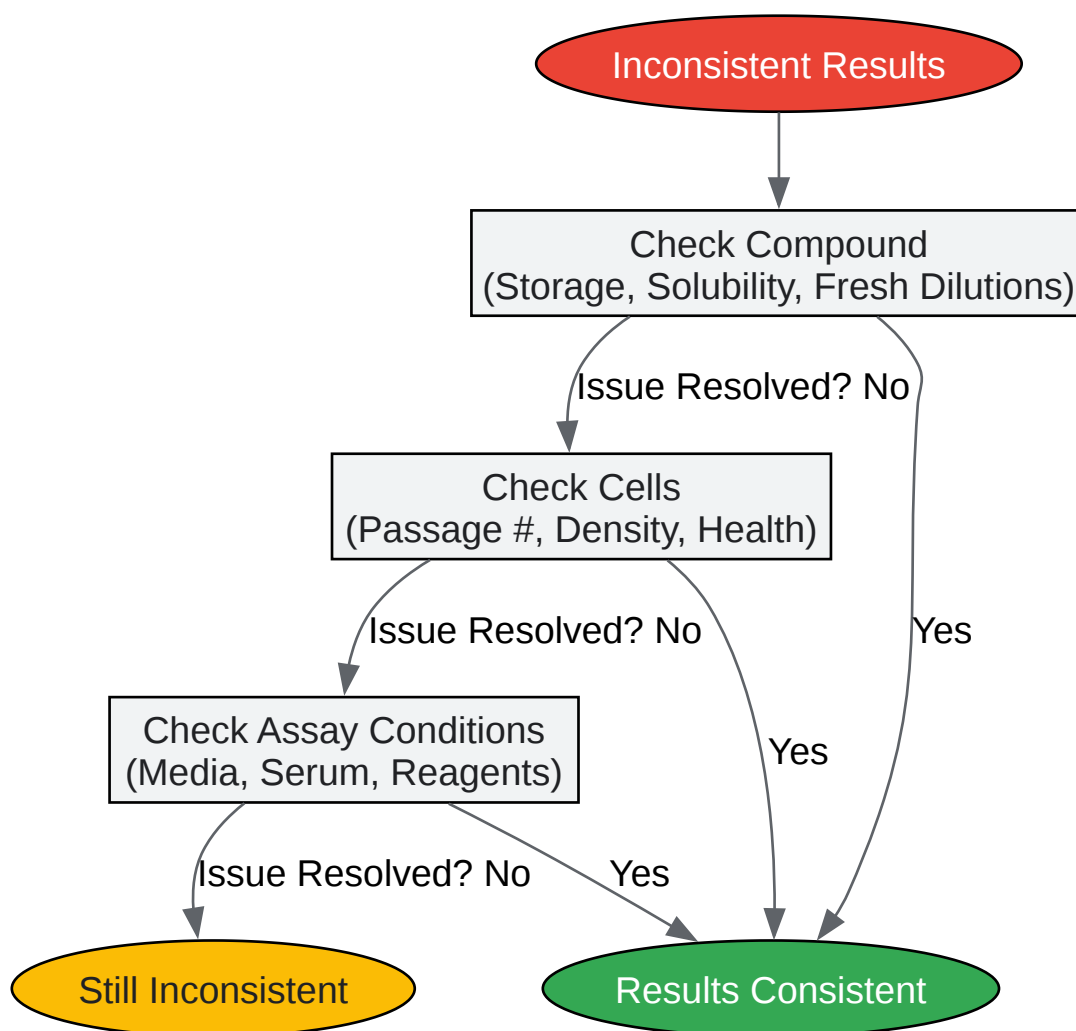 Inconsistent Results
Check Compound
(Storage, Solubility, Fresh Dilutions)
Issue Resolved? No
Check Cells
(Passage #, Density, Health)
Issue Resolved? No
Yes
Check Assay Conditions
(Media, Serum, Reagents)
Yes
Issue Resolved? No
Yes
Still Inconsistent
Results Consistent